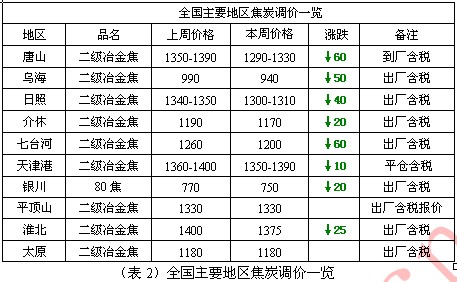 全国主要地区焦炭调价一览
地区 品名 上周价格 本周价格 涨跌 备注
唐山 二级冶金焦 1350-1390 1290-1330 ↓60 到厂含税
乌海 二级冶金焦 990 940 ↓50 出厂含税
日照 二级冶金焦 1340-1350 1300-1310 ↓40 出厂含税
介休 二级冶金焦 1190 1170 ↓20 出厂含税
七台河 二级冶金焦 1260 1200 ↓60 出厂含税
天津港 二级冶金焦 1360-1400 1350-1390 ↓10 平仓含税
银川 80焦 770 750 ↓20 出厂含税
平顶山 二级冶金焦 1330 1330 出厂含税报价
淮北 二级冶金焦 1400 1375 ↓25 出厂含税
太原 二级冶金焦 1180 1180 出厂含税
（表 2）全国主要地区焦炭调价一览